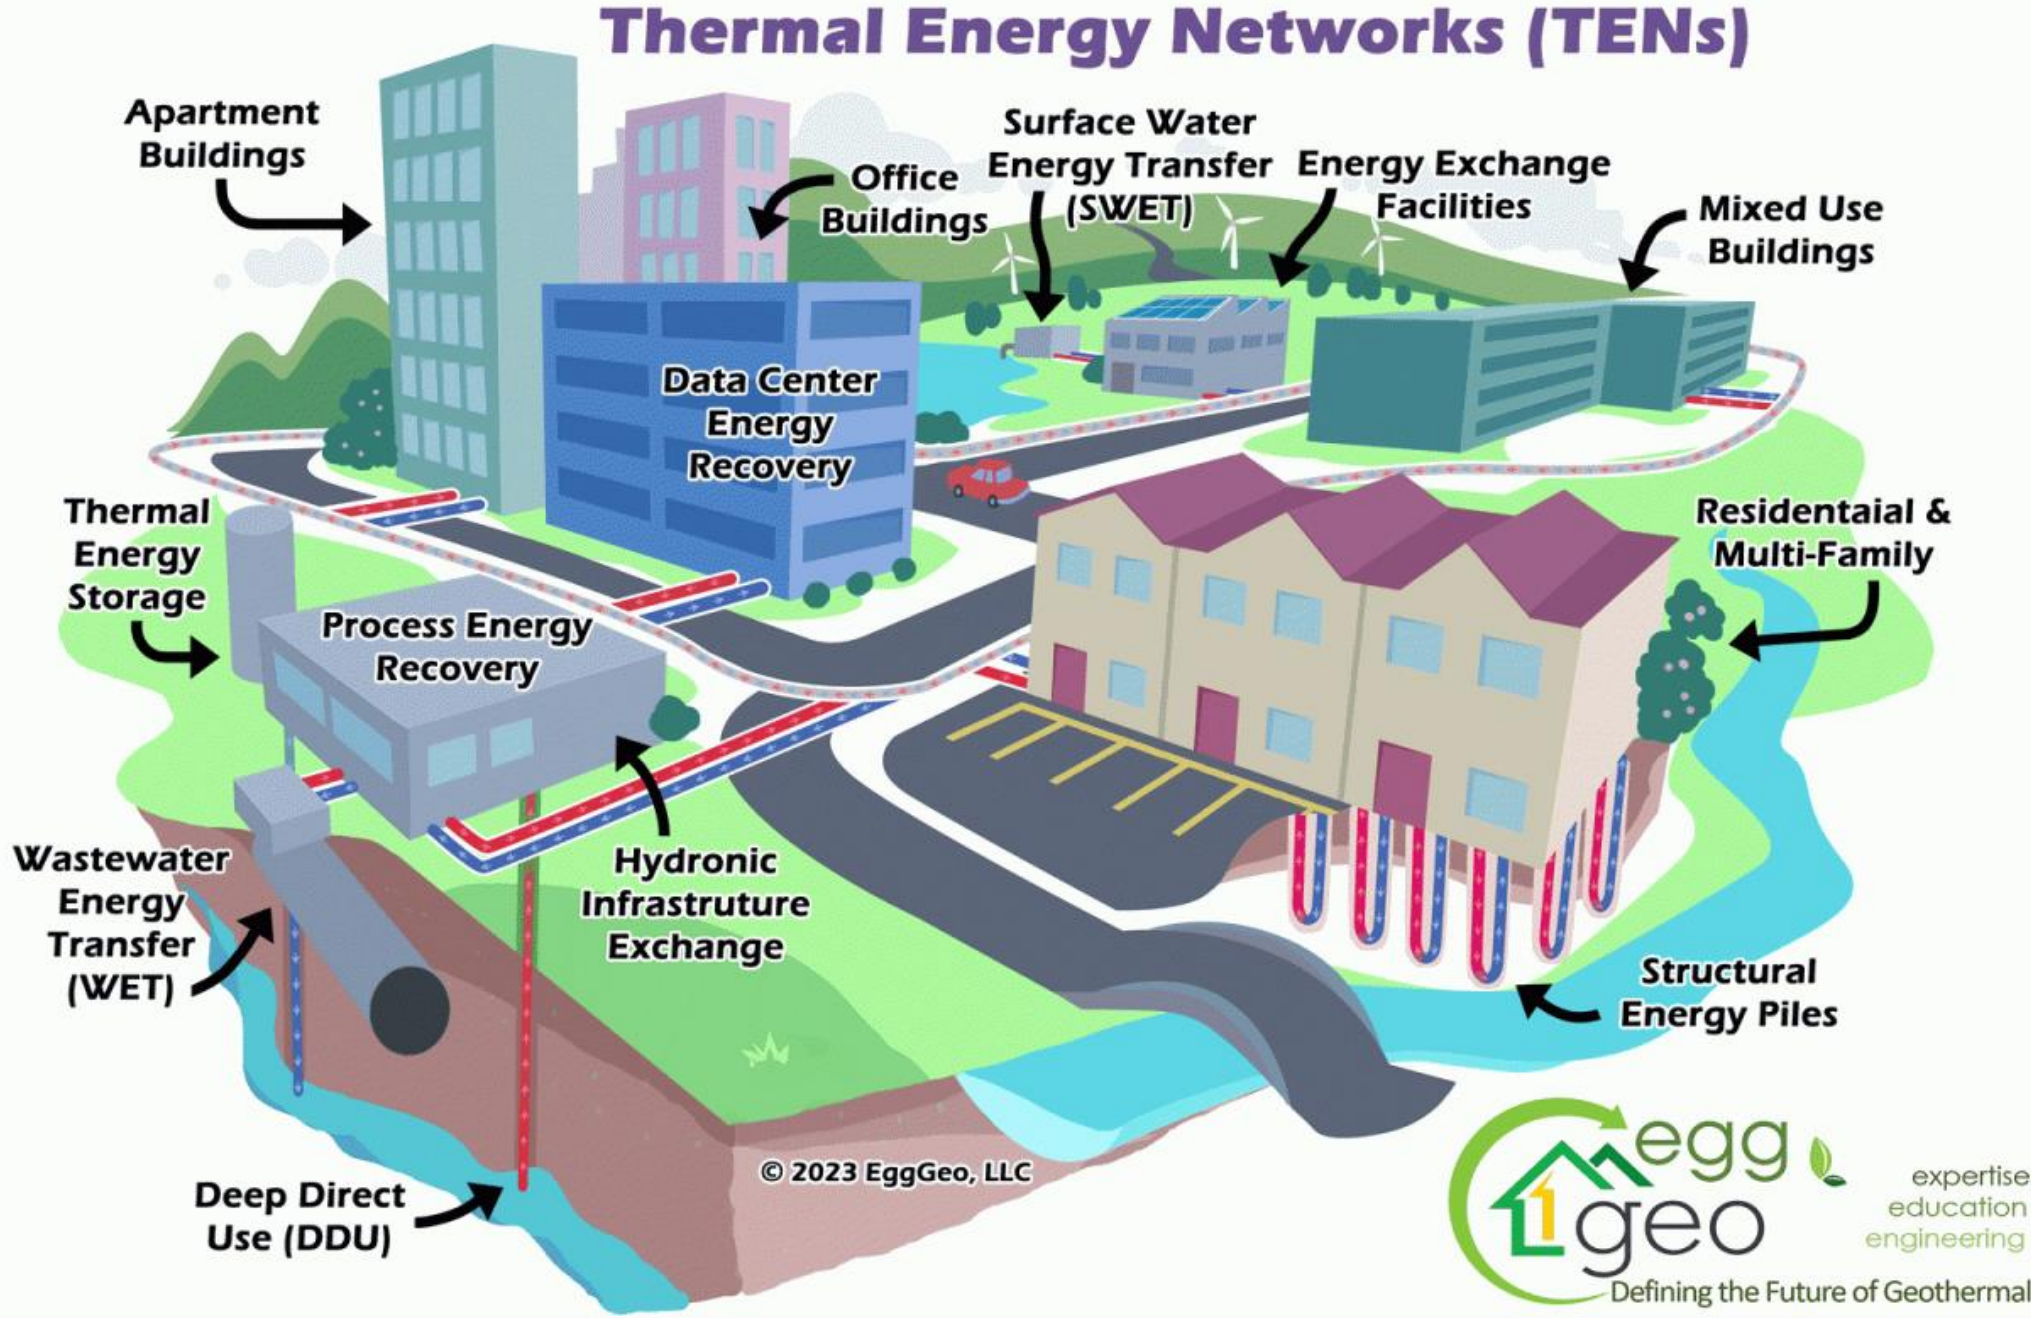 Thermal Energy Networks (TENs)
Apartment
Buildings
Office
Buildings
Surface Water
Energy Transfer
(SWET)
Energy Exchange
Facilities
Mixed Use
Buildings
Data Center
Energy
Recovery
Thermal
Energy
Storage
Process Energy
Recovery
Residentaial &
Multi-Family
Wastewater
Energy
Transfer
(WET)
Hydronic
Infrastruture
Exchange
Structural
Energy Piles
Deep Direct
Use (DDU)
© 2023 EggGeo, LLC
egg
geo
expertise
education
engineering
Defining the Future of Geothermal